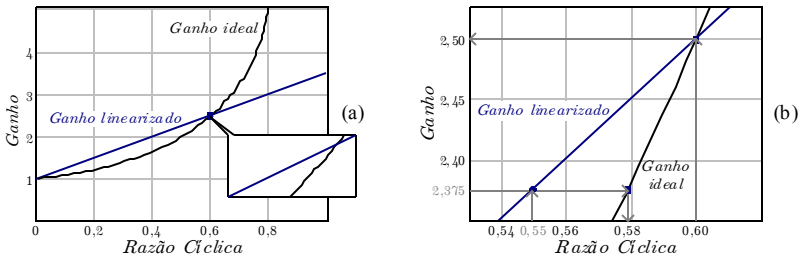 Ganho ideal
4
3
2
1
Ganho
Ganho linearizado
0
0,2
0,4
0,6
0,8
Razão Cíclica
(a)
2,50
2,45
2,40
2,375
Ganho
Ganho linearizado
Ganho
ideal
0,54
0,55
0,56
0,58
0,60
Razão Cíclica
(b)